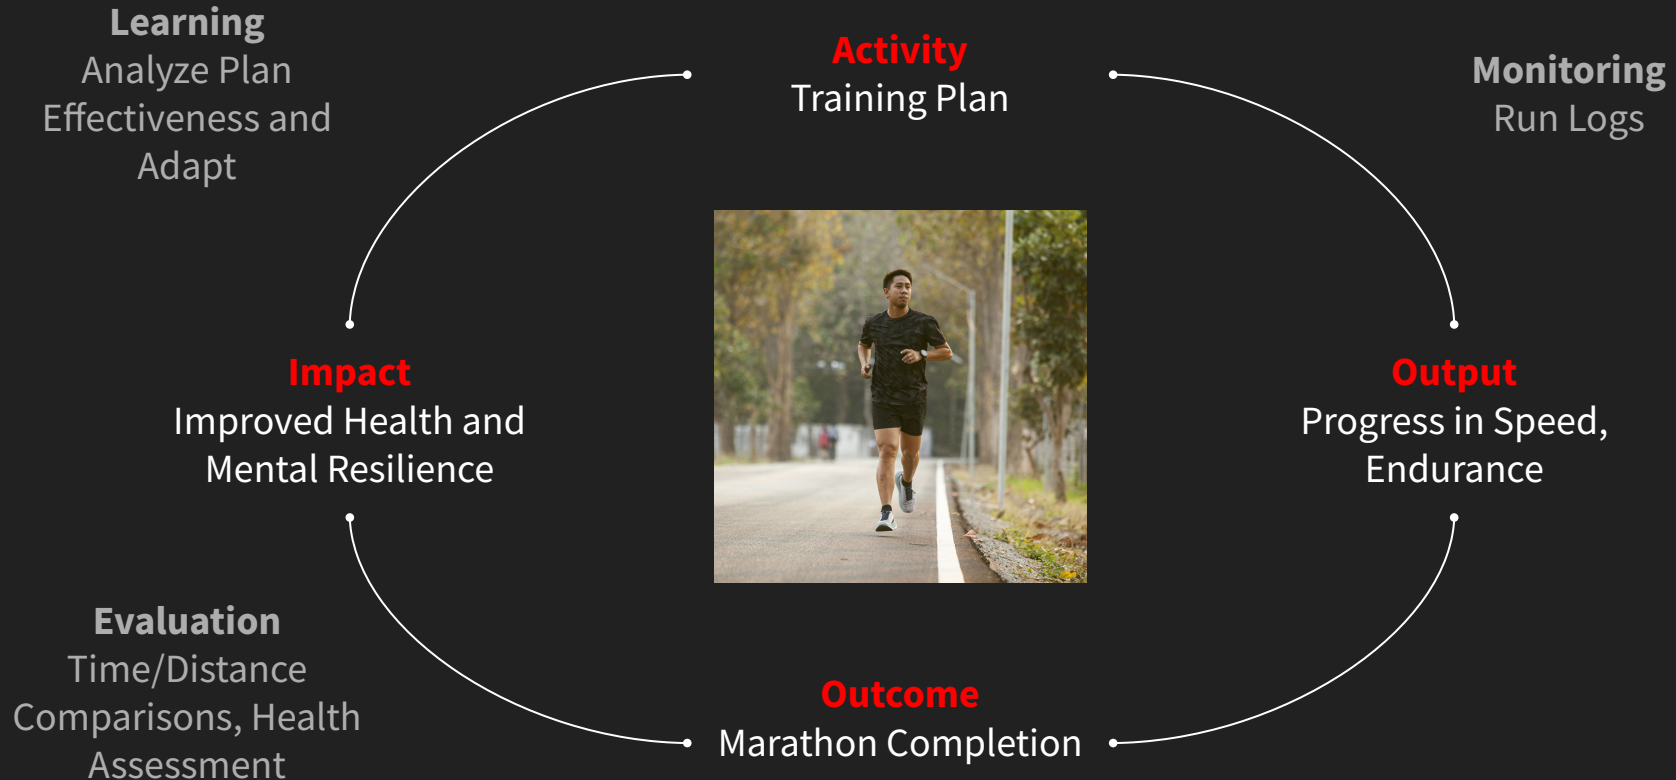 Learning
Analyze Plan
Effectiveness and
Adapt
Activity
Training Plan
Monitoring
Run Logs
Impact
Improved Health and
Mental Resilience
Output
Progress in Speed,
Endurance
Evaluation
Time/Distance
Comparisons, Health
Assessment
Outcome
Marathon Completion